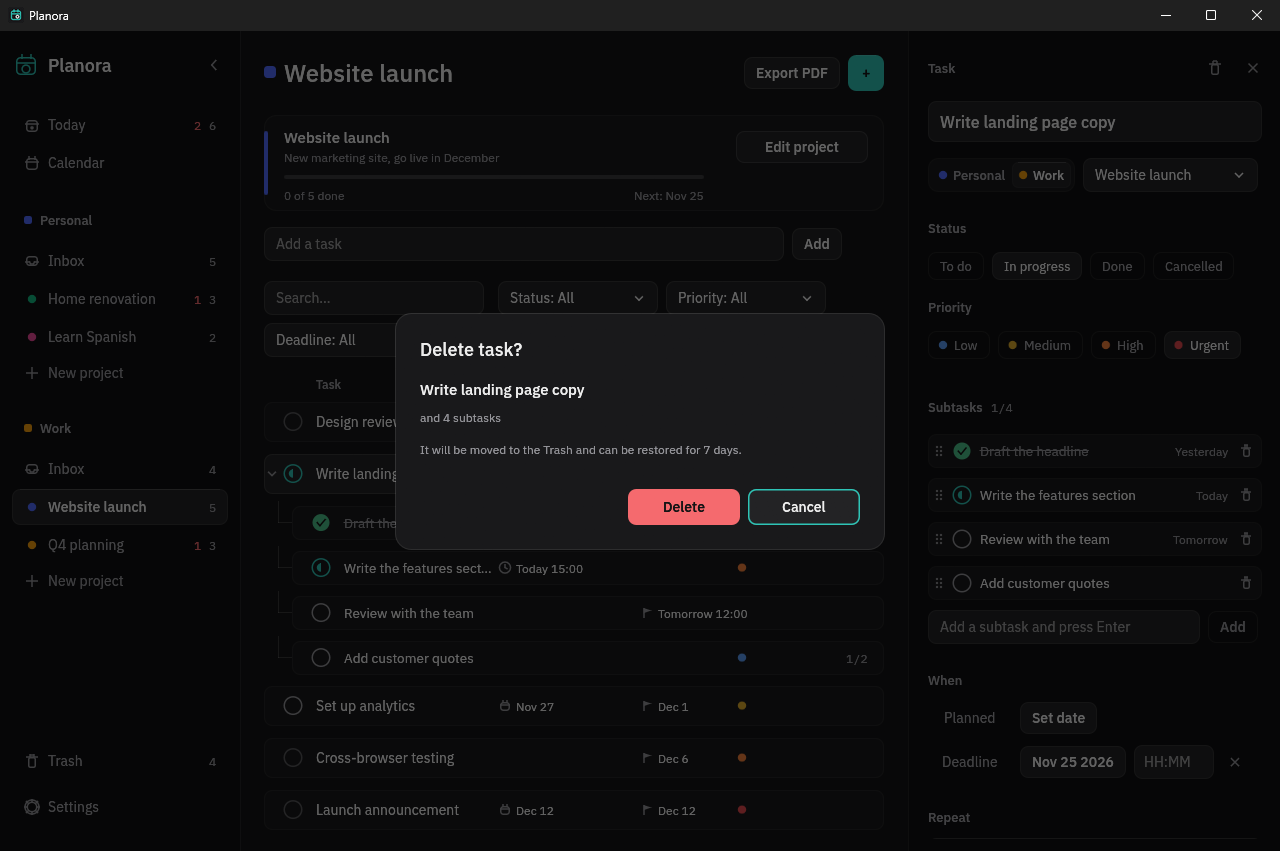 Planora
Planora
Today 2 6
Calendar
Personal
Inbox 5
Home renovation 1 3
Learn Spanish 2
New project
Work
Inbox 4
Website launch 5
Q4 planning 1 3
New project
Trash 4
Settings
Website launch
Export PDF
+
Website launch
New marketing site, go live in December
Edit project
0 of 5 done
Next: Nov 25
Add a task
Add
Search...
Status: All
Priority: All
Deadline: All
Task
Design review
Write landing
Draft the
Write the features sect... Today 15:00
Review with the team Tomorrow 12:00
Add customer quotes 1/2
Set up analytics Nov 27 Dec 1
Cross-browser testing Dec 6
Launch announcement Dec 12 Dec 12
Delete task?
Write landing page copy
and 4 subtasks
It will be moved to the Trash and can be restored for 7 days.
Delete
Cancel
Task
Write landing page copy
Personal Work
Website launch
Status
To do In progress Done Cancelled
Priority
Low Medium High Urgent
Subtasks 1/4
Draft the headline Yesterday
Write the features section Today
Review with the team Tomorrow
Add customer quotes
Add a subtask and press Enter
Add
When
Planned Set date
Deadline Nov 25 2026 HH:MM
Repeat